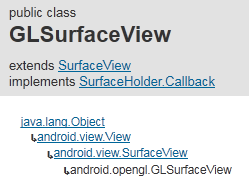 public class
GLSurfaceView
extends SurfaceView
implements SurfaceHolder.Callback
java.lang.Object
android.view.View
android.view.SurfaceView
android.opengl.GLSurfaceView